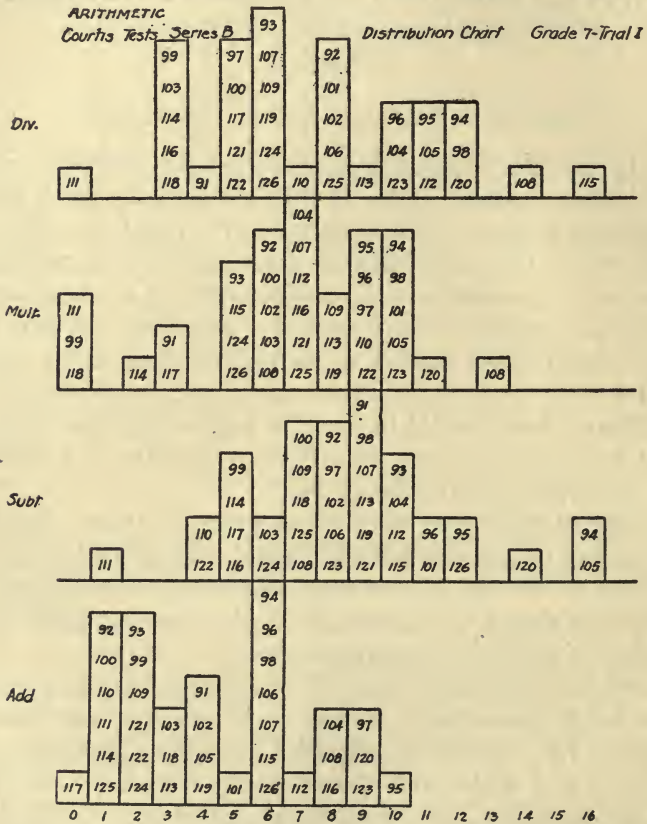 ARITHMETIC
Courtis Tests Series B Distribution Chart Grade 7-Trial I
93
99 97 107 92
103 100 109 101
Div. 114 117 119 102 96 95 94
116 121 124 106 104 105 98
111 118 91 122 126 110 125 113 123 112 120 108 115
104
92 107 95 94
93 100 112 96 98
Mult. 111 115 102 116 109 97 101
99 91 124 103 121 113 110 105
118 114 117 126 108 125 119 122 123 120 108
91
100 92 98
99 109 97 107 93
Subt. 114 118 102 113 104
110 117 103 125 106 119 112 96 95 94
111 122 116 124 108 123 121 115 101 126 120 105
94
92 93 96
100 99 98
Add 110 109 91 106
111 121 103 102 107 104 97
114 122 118 105 115 108 120
117 125 124 113 119 101 126 112 116 123 95
0 1 2 3 4 5 6 7 8 9 10 11 12 13 14 15 16